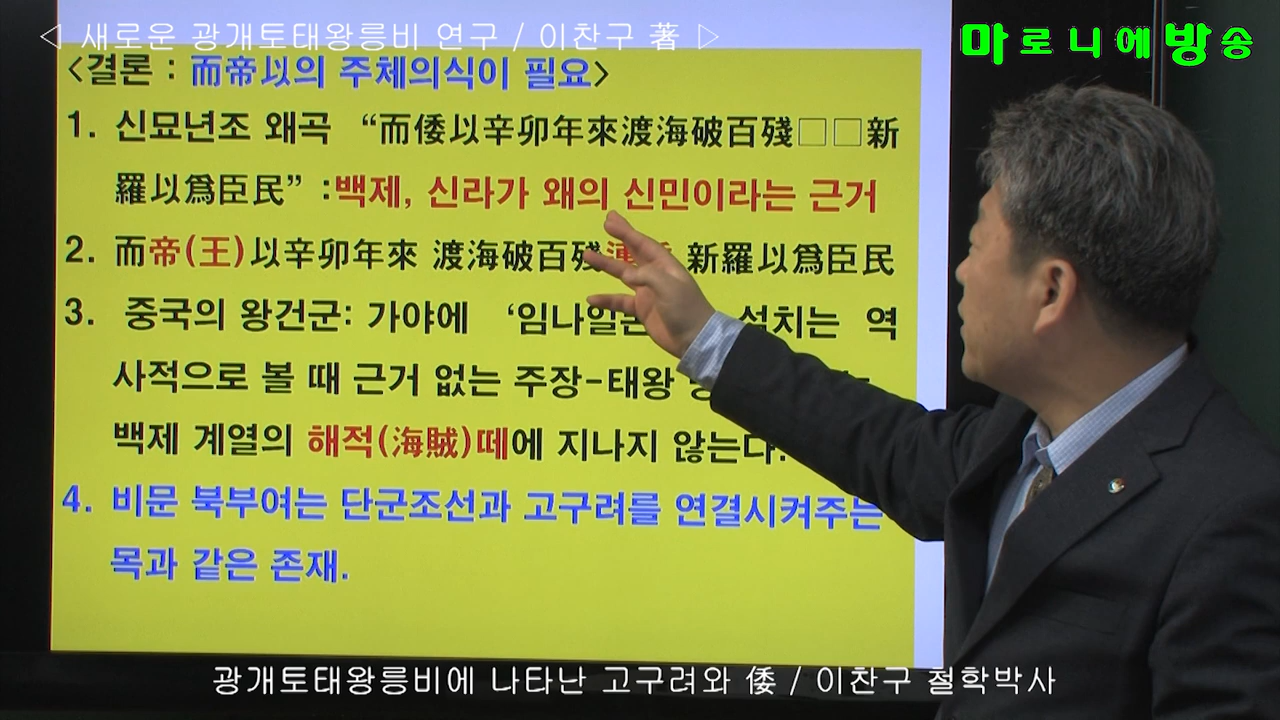 ◁ 새로운 광개토태왕릉비 연구 / 이찬구 著 ▷
마로니에방송
<결론 : 而帝以의 주체의식이 필요>
1. 신묘년조 왜곡 “而倭以辛卯年來渡海破百殘□□新
羅以爲臣民” :백제, 신라가 왜의 신민이라는 근거
2. 而帝(王)以辛卯年來 渡海破百殘 新羅以爲臣民
3. 중국의 왕건군: 가야에 ‘임나일 설치는 역
사적으로 볼 때 근거 없는 주장-태왕
백제 계열의 해적(海賊)떼에 지나지 않는다.
4. 비문 북부여는 단군조선과 고구려를 연결시켜주는
목과 같은 존재.
광개토태왕릉비에 나타난 고구려와 倭 / 이찬구 철학박사